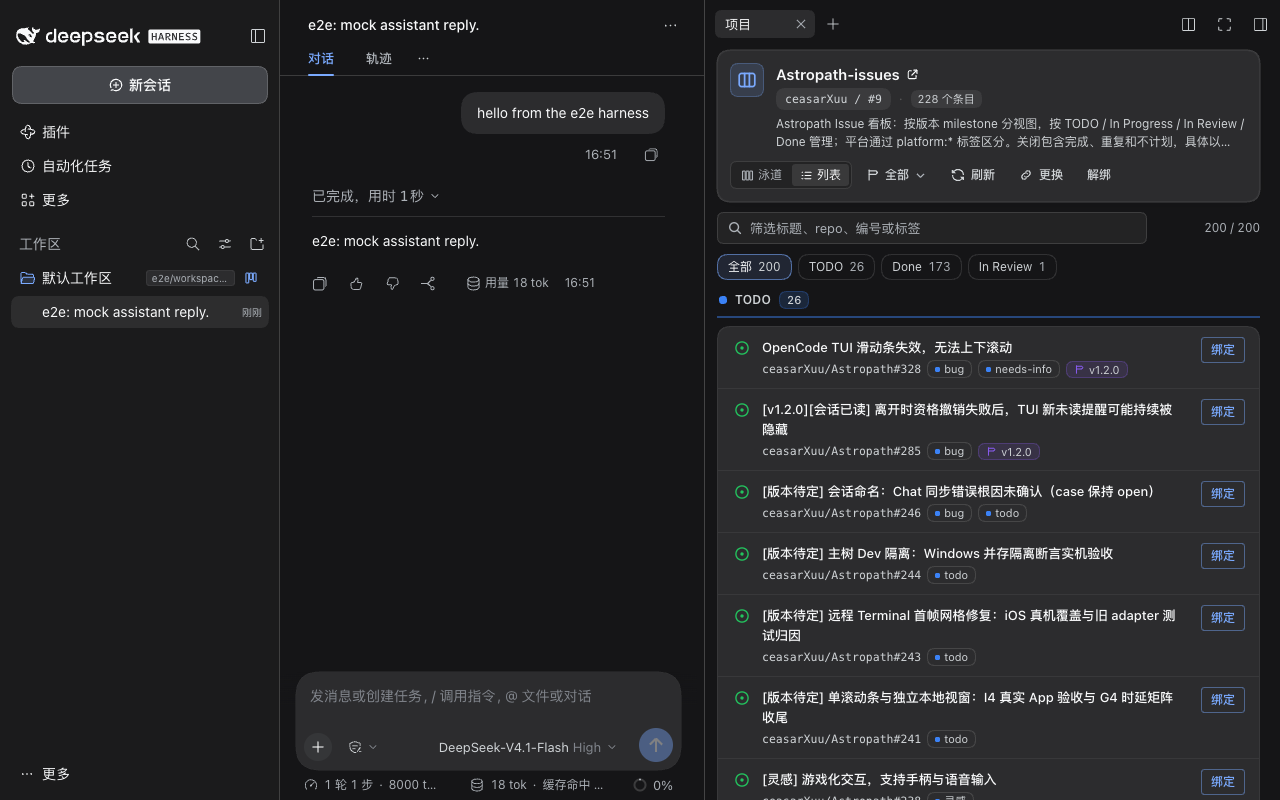 deepseek HARNESS
新会话
插件
自动化任务
更多
工作区
默认工作区 e2e/workspac...
e2e: mock assistant reply. 刚刚
更多
e2e: mock assistant reply.
对话 轨迹
hello from the e2e harness
16:51
已完成，用时 1秒
e2e: mock assistant reply.
用量 18 tok 16:51
发消息或创建任务, / 调用指令, @ 文件或对话
DeepSeek-V4.1-Flash High
1 轮 1 步 · 8000 t... 18 tok · 缓存命中 ... 0%
项目
Astropath-issues
ceasarXuu / #9 · 228 个条目
Astropath Issue 看板：按版本 milestone 分视图，按 TODO / In Progress / In Review /
Done 管理；平台通过 platform:* 标签区分。关闭包含完成、重复和不计划，具体以...
泳道 列表 全部 刷新 更换 解绑
筛选标题、repo、编号或标签 200 / 200
全部 200 TODO 26 Done 173 In Review 1
TODO 26
OpenCode TUI 滑动条失效，无法上下滚动 绑定
ceasarXuu/Astropath#328 bug needs-info v1.2.0
[v1.2.0][会话已读] 离开时资格撤销失败后，TUI 新未读提醒可能持续被 绑定
隐藏
ceasarXuu/Astropath#285 bug v1.2.0
[版本待定] 会话命名：Chat 同步错误根因未确认（case 保持 open） 绑定
ceasarXuu/Astropath#246 bug todo
[版本待定] 主树 Dev 隔离：Windows 并存隔离断言实机验收 绑定
ceasarXuu/Astropath#244 todo
[版本待定] 远程 Terminal 首帧网格修复：iOS 真机覆盖与旧 adapter 测 绑定
试归因
ceasarXuu/Astropath#243 todo
[版本待定] 单滚动条与独立本地视窗：I4 真实 App 验收与 G4 时延矩阵 绑定
收尾
ceasarXuu/Astropath#241 todo
[灵感] 游戏化交互，支持手柄与语音输入 绑定